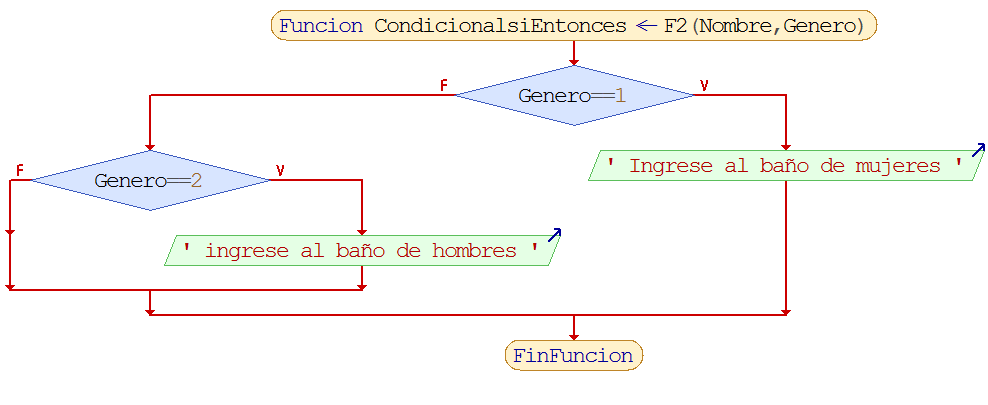 Funcion CondicionalsiEntonces ← F2(Nombre,Genero)
F
Genero==1
V
' Ingrese al baño de mujeres '
F
Genero==2
V
' ingrese al baño de hombres '
FinFuncion